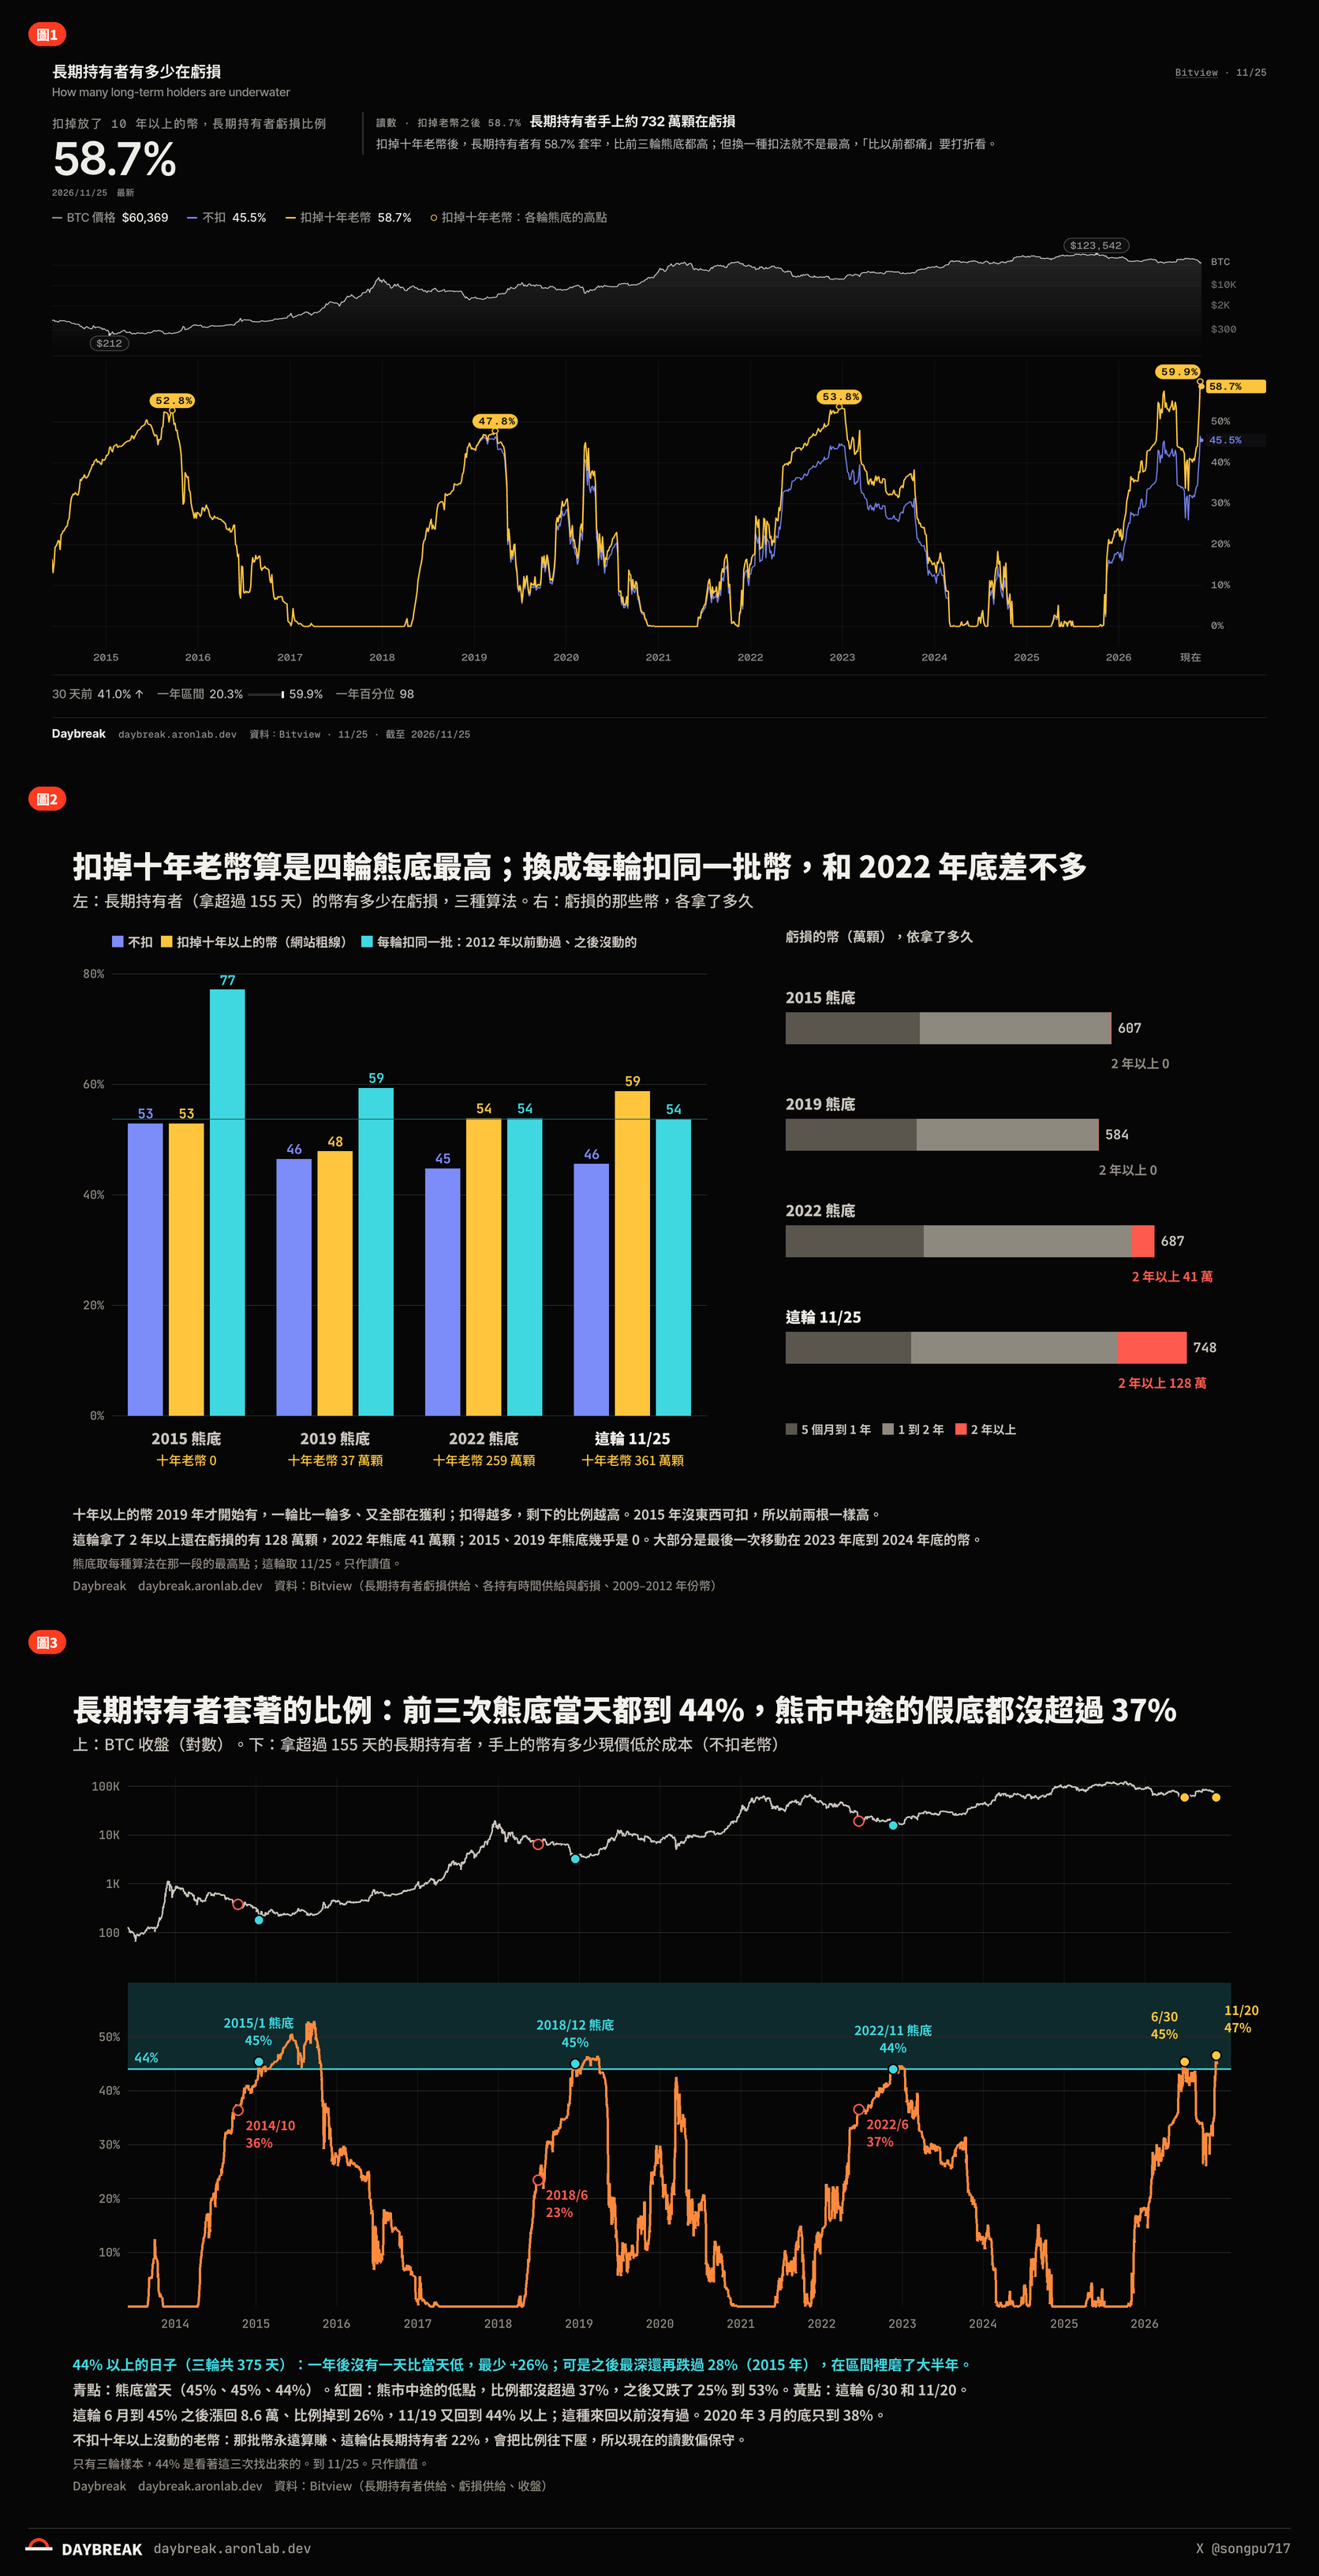 圖1
長期持有者有多少在虧損
Bitview · 11/25
How many long-term holders are underwater
扣掉放了 10 年以上的幣，長期持有者虧損比例
58.7%
2026/11/25 最新
讀數 · 扣掉老幣之後 58.7% 長期持有者手上約 732 萬顆在虧損
扣掉十年老幣後，長期持有者有 58.7% 套牢，比前三輪熊底都高；但換一種扣法就不是最高，「比以前都痛」要打折看。
BTC 價格 $60,369 不扣 45.5% 扣掉十年老幣 58.7% 扣掉十年老幣：各輪熊底的高點
$123,542
BTC
$10K
$2K
$300
$212
59.9%
58.7%
52.8%
53.8%
47.8%
50%
45.5%
40%
30%
20%
10%
0%
2015 2016 2017 2018 2019 2020 2021 2022 2023 2024 2025 2026 現在
30 天前 41.0% ↑ 一年區間 20.3% 59.9% 一年百分位 98
Daybreak daybreak.aronlab.dev 資料：Bitview · 11/25 · 截至 2026/11/25
圖2
扣掉十年老幣算是四輪熊底最高；換成每輪扣同一批幣，和 2022 年底差不多
左：長期持有者（拿超過 155 天）的幣有多少在虧損，三種算法。右：虧損的那些幣，各拿了多久
不扣 扣掉十年以上的幣（網站粗線） 每輪扣同一批：2012 年以前動過、之後沒動的
80%
60%
40%
20%
0%
53 53 77
46 48 59
45 54 54
46 59 54
2015 熊底 2019 熊底 2022 熊底 這輪 11/25
十年老幣 0 十年老幣 37 萬顆 十年老幣 259 萬顆 十年老幣 361 萬顆
虧損的幣（萬顆），依拿了多久
2015 熊底
607
2 年以上 0
2019 熊底
584
2 年以上 0
2022 熊底
687
2 年以上 41 萬
這輪 11/25
748
2 年以上 128 萬
5 個月到 1 年 1 到 2 年 2 年以上
十年以上的幣 2019 年才開始有，一輪比一輪多、又全部在獲利；扣得越多，剩下的比例越高。2015 年沒東西可扣，所以前兩根一樣高。
這輪拿了 2 年以上還在虧損的有 128 萬顆，2022 年熊底 41 萬顆；2015、2019 年熊底幾乎是 0。大部分是最後一次移動在 2023 年底到 2024 年底的幣。
熊底取每種算法在那一段的最高點；這輪取 11/25。只作讀值。
Daybreak daybreak.aronlab.dev 資料：Bitview（長期持有者虧損供給、各持有時間供給與虧損、2009–2012 年份幣）
圖3
長期持有者套著的比例：前三次熊底當天都到 44%，熊市中途的假底都沒超過 37%
上：BTC 收盤（對數）。下：拿超過 155 天的長期持有者，手上的幣有多少現價低於成本（不扣老幣）
100K
10K
1K
100
50%
44%
40%
30%
20%
10%
2015/1 熊底
45%
2018/12 熊底
45%
2022/11 熊底
44%
6/30
45%
11/20
47%
2014/10
36%
2018/6
23%
2022/6
37%
2014 2015 2016 2017 2018 2019 2020 2021 2022 2023 2024 2025 2026
44% 以上的日子（三輪共 375 天）：一年後沒有一天比當天低，最少 +26%；可是之後最深還再跌過 28%（2015 年），在區間裡磨了大半年。
青點：熊底當天（45%、45%、44%）。紅圈：熊市中途的低點，比例都沒超過 37%，之後又跌了 25% 到 53%。黃點：這輪 6/30 和 11/20。
這輪 6 月到 45% 之後漲回 8.6 萬、比例掉到 26%，11/19 又回到 44% 以上；這種來回以前沒有過。2020 年 3 月的底只到 38%。
不扣十年以上沒動的老幣：那批幣永遠算賺、這輪佔長期持有者 22%，會把比例往下壓，所以現在的讀數偏保守。
只有三輪樣本，44% 是看著這三次找出來的。到 11/25。只作讀值。
Daybreak daybreak.aronlab.dev 資料：Bitview（長期持有者供給、虧損供給、收盤）
DAYBREAK daybreak.aronlab.dev
X @songpu717